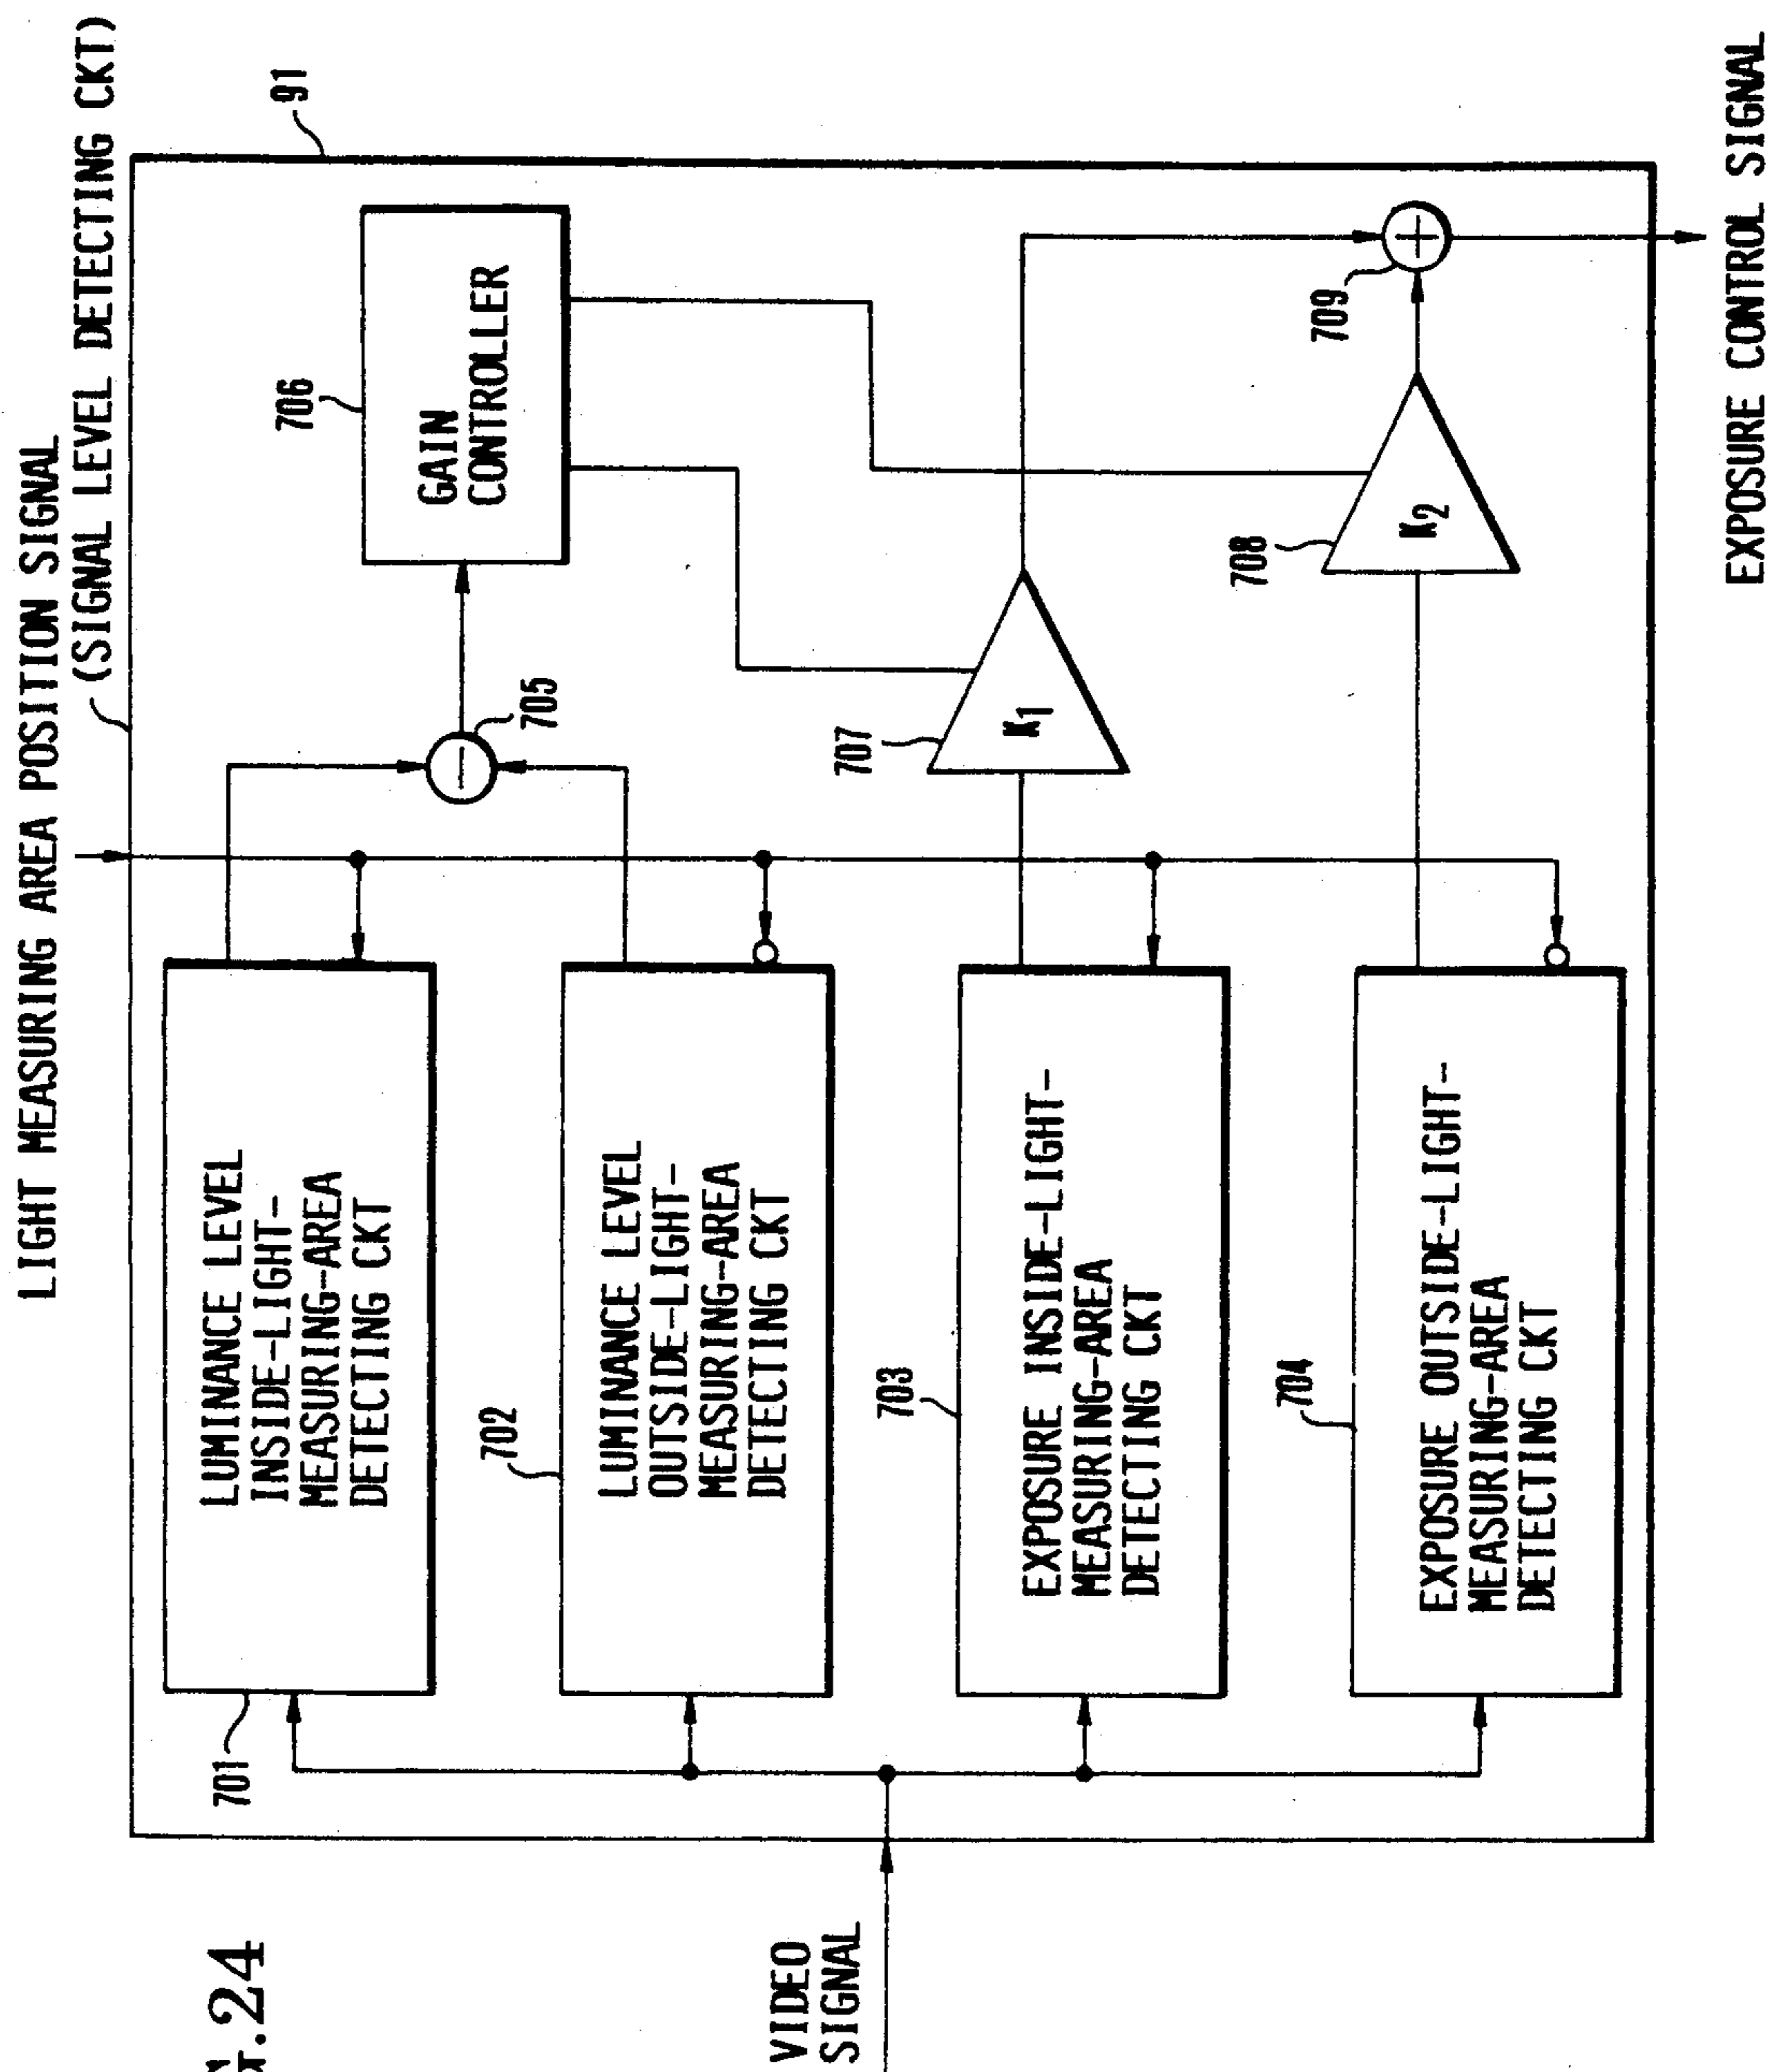 G.24
LIGHT MEASURING AREA POSITION SIGNAL
(SIGNAL LEVEL DETECTING CKT)
91
701
LUMINANCE LEVEL
INSIDE-LIGHT-
MEASURING-AREA
DETECTING CKT
706
GAIN
CONTROLLER
705
702
LUMINANCE LEVEL
OUTSIDE-LIGHT-
MEASURING-AREA
DETECTING CKT
VIDEO
SIGNAL
703
EXPOSURE INSIDE-LIGHT-
MEASURING-AREA
DETECTING CKT
707
K1
704
EXPOSURE OUTSIDE-LIGHT-
MEASURING-AREA
DETECTING CKT
708
K2
709
EXPOSURE CONTROL SIGNAL